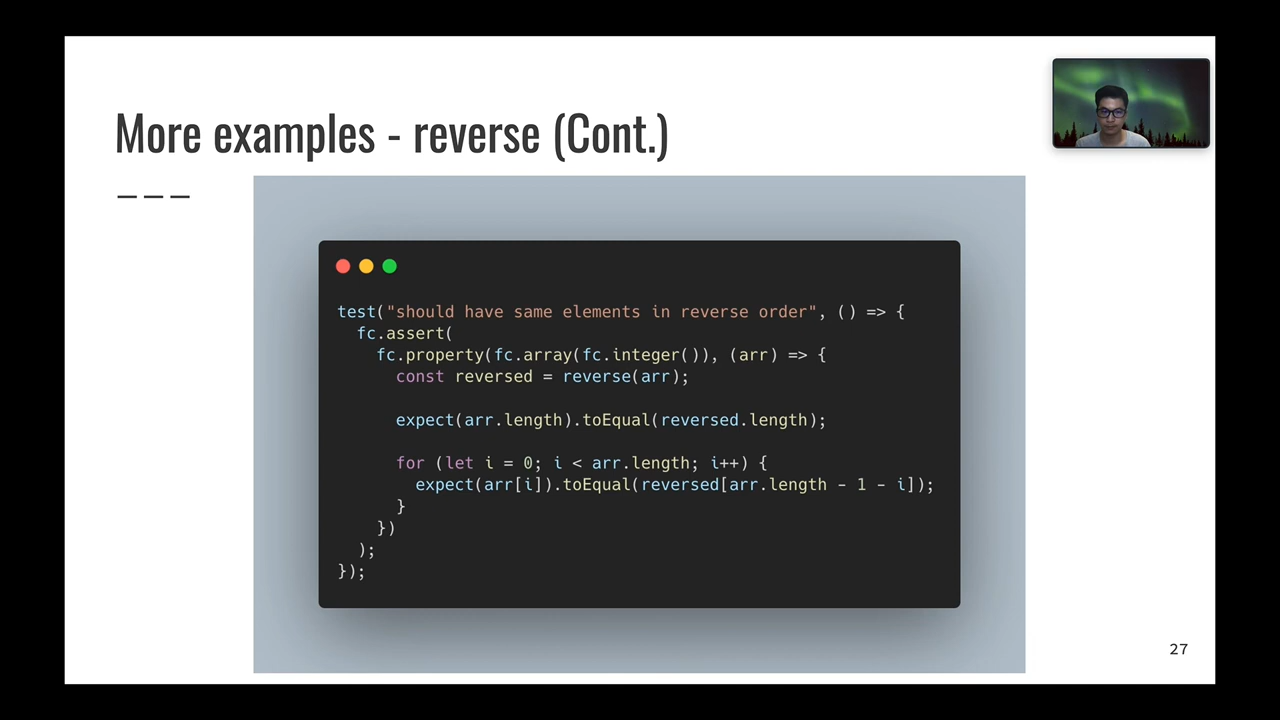 More examples - reverse (Cont.)
test("should have same elements in reverse order", () => {
  fc.assert(
    fc.property(fc.array(fc.integer()), (arr) => {
      const reversed = reverse(arr);
      expect(arr.length).toEqual(reversed.length);
      for (let i = 0; i < arr.length; i++) {
        expect(arr[i]).toEqual(reversed[arr.length - 1 - i]);
      }
    })
  );
});
27